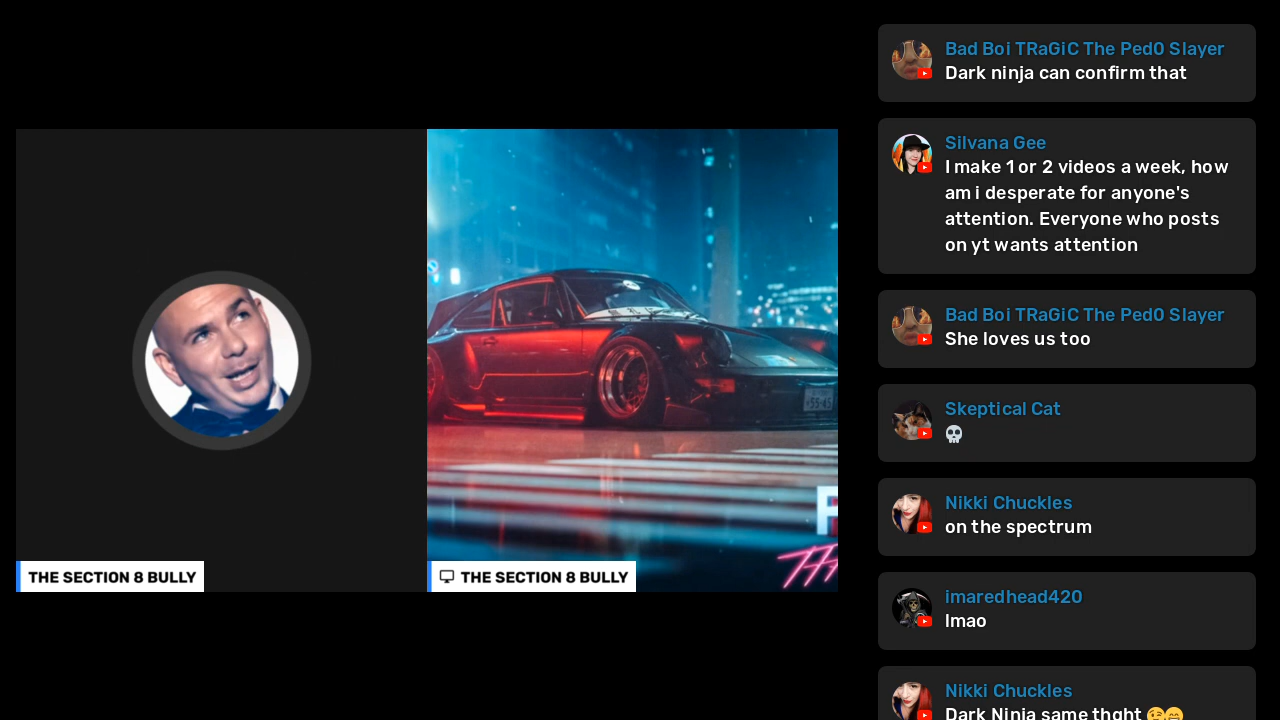 THE SECTION 8 BULLY
THE SECTION 8 BULLY
Bad Boi TRaGiC The Ped0 Slayer
Dark ninja can confirm that
Silvana Gee
I make 1 or 2 videos a week, how
am i desperate for anyone's
attention. Everyone who posts
on yt wants attention
Bad Boi TRaGiC The Ped0 Slayer
She loves us too
Skeptical Cat
💀
Nikki Chuckles
on the spectrum
imaredhead420
lmao
Nikki Chuckles
Dark Ninja same thght